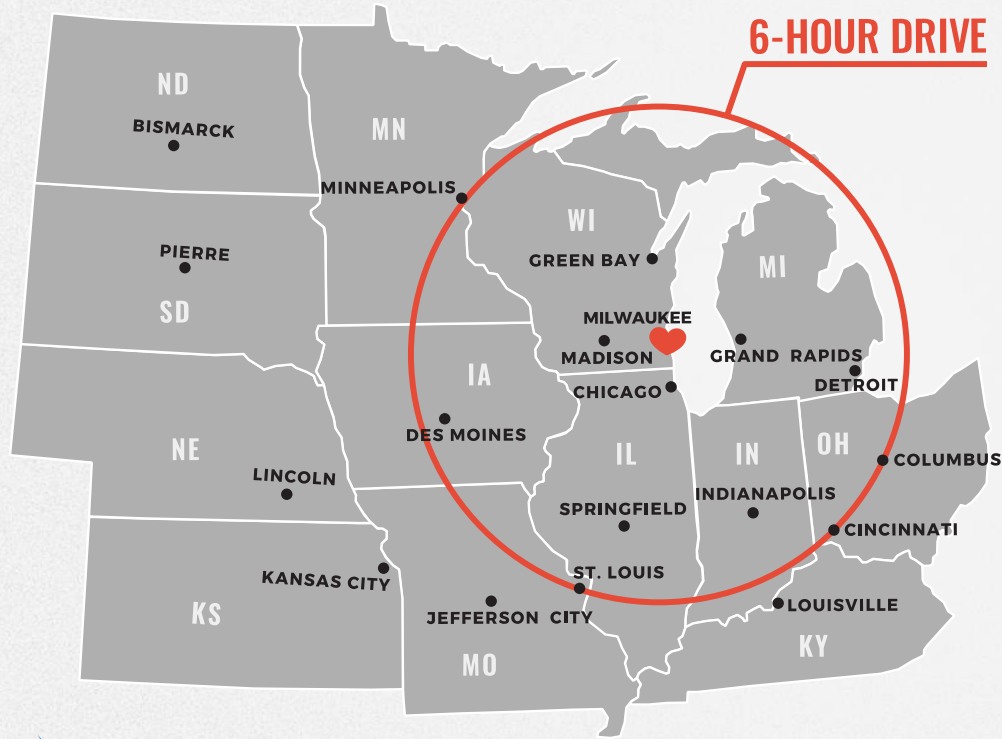 6-HOUR DRIVE
ND
BISMARCK
MN
MINNEAPOLIS
WI
PIERRE
GREEN BAY
MI
SD
MILWAUKEE
MADISON
GRAND RAPIDS
IA
CHICAGO
DETROIT
DES MOINES
NE
IL
IN
OH
COLUMBUS
LINCOLN
SPRINGFIELD
INDIANAPOLIS
CINCINNATI
KANSAS CITY
ST. LOUIS
KS
JEFFERSON CITY
LOUISVILLE
MO
KY